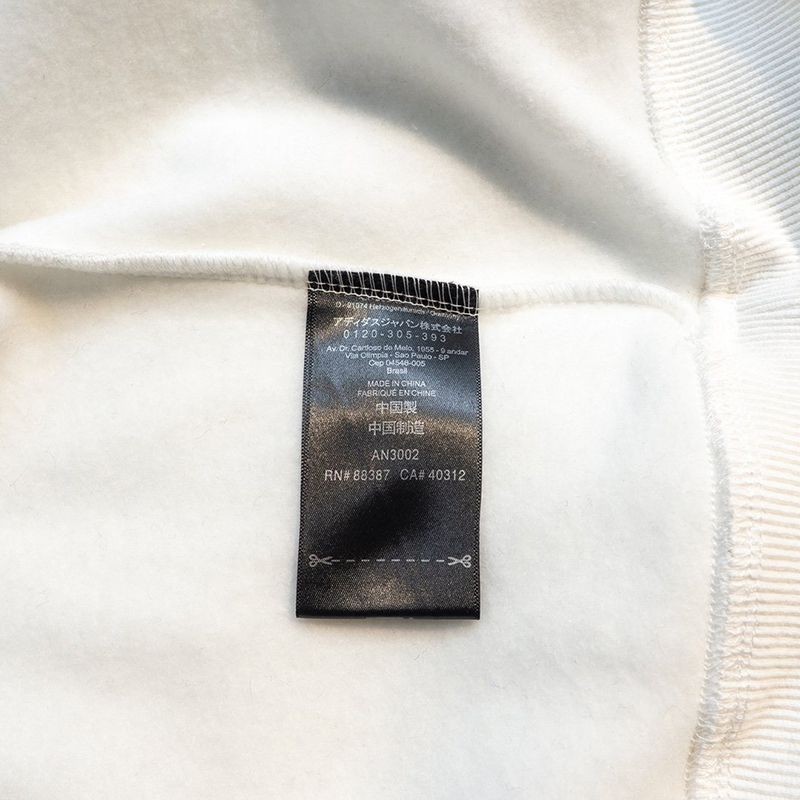 D - 91074 Herzogenaurach / Germany
アディダスジャパン株式会社
0120-305-393
Av. Dr. Cardoso de Melo, 1955 - 9 andar
Vila Olimpia - Sao Paulo - SP
Cep 04548-005
Brasil
MADE IN CHINA
FABRIQUÉ EN CHINE
中国製
中国制造
AN3002
RN# 88387 CA# 40312